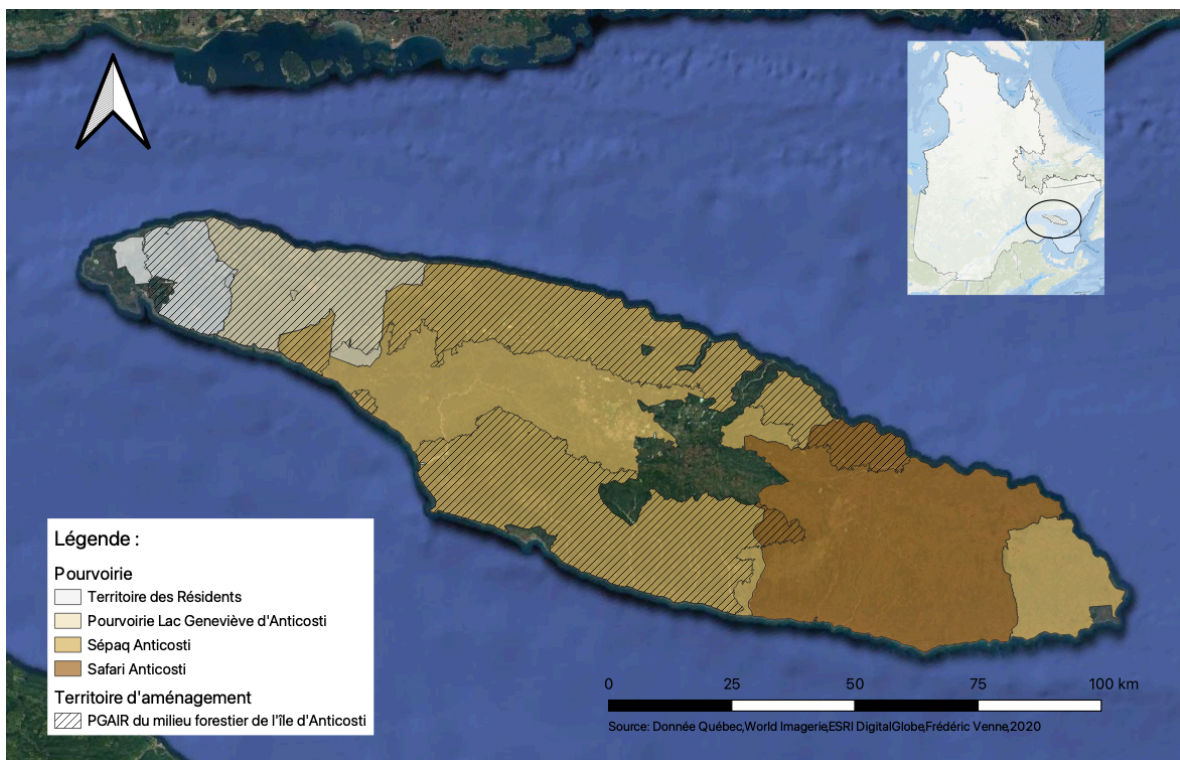 Légende :
Pourvoirie
Territoire des Résidents
Pourvoirie Lac Geneviève d'Anticosti
Sépaq Anticosti
Safari Anticosti
Territoire d'aménagement
PGAIR du milieu forestier de l'île d'Anticosti
0 25 50 75 100 km
Source: Donnée Québec,World Imagerie,ESRI DigitalGlobe,Frédéric Venne,2020